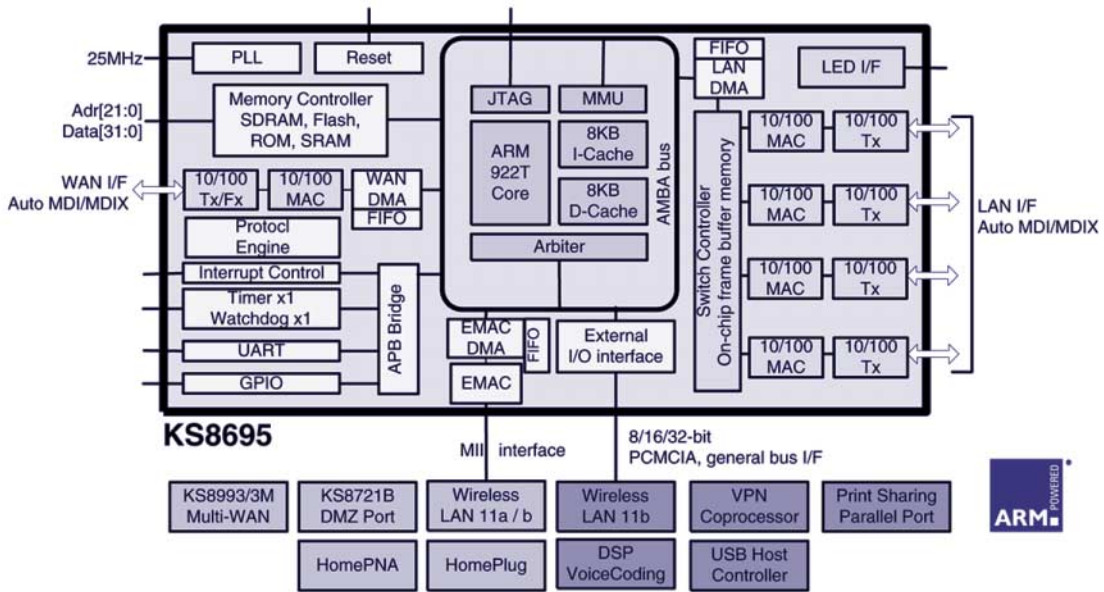 25MHz
PLL
Reset
Adr[21:0]
Data[31:0]
Memory Controller
SDRAM, Flash,
ROM, SRAM
WAN I/F
Auto MDI/MDIX
10/100
Tx/Fx
10/100
MAC
WAN
DMA
FIFO
Protocl
Engine
Interrupt Control
Timer x1
Watchdog x1
UART
GPIO
APB Bridge
JTAG
MMU
ARM
922T
Core
8KB
I-Cache
8KB
D-Cache
Arbiter
AMBA bus
EMAC
DMA
FIFO
EMAC
External
I/O interface
FIFO
LAN
DMA
LED I/F
Switch Controller
On-chip frame buffer memory
10/100
MAC
10/100
Tx
10/100
MAC
10/100
Tx
10/100
MAC
10/100
Tx
10/100
MAC
10/100
Tx
LAN I/F
Auto MDI/MDIX
KS8695
MII interface
8/16/32-bit
PCMCIA, general bus I/F
KS8993/3M
Multi-WAN
KS8721B
DMZ Port
Wireless
LAN 11a / b
Wireless
LAN 11b
VPN
Coprocessor
Print Sharing
Parallel Port
HomePNA
HomePlug
DSP
VoiceCoding
USB Host
Controller
ARM
POWERED